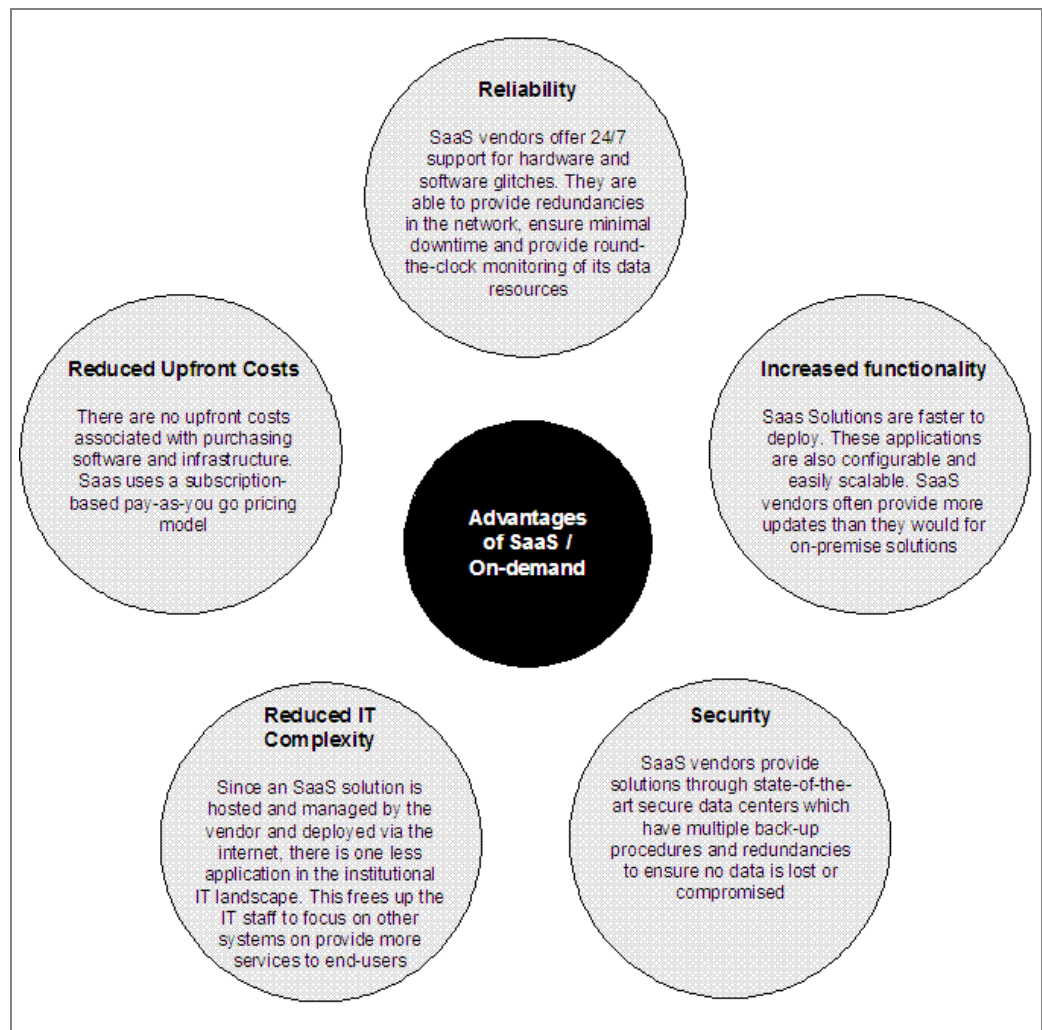 Reliability
SaaS vendors offer 24/7
support for hardware and
software glitches. They are
able to provide redundancies
in the network, ensure minimal
downtime and provide round-
the-clock monitoring of its data
resources
Reduced Upfront Costs
There are no upfront costs
associated with purchasing
software and infrastructure.
Saas uses a subscription-
based pay-as-you go pricing
model
Increased functionality
Saas Solutions are faster to
deploy. These applications
are also configurable and
easily scalable. SaaS
vendors often provide more
updates than they would for
on-premise solutions
Advantages
of SaaS /
On-demand
Reduced IT
Complexity
Since an SaaS solution is
hosted and managed by the
vendor and deployed via the
internet, there is one less
application in the institutional
IT landscape. This frees up the
IT staff to focus on other
systems on provide more
services to end-users
Security
SaaS vendors provide
solutions through state-of-the-
art secure data centers which
have multiple back-up
procedures and redundancies
to ensure no data is lost or
compromised